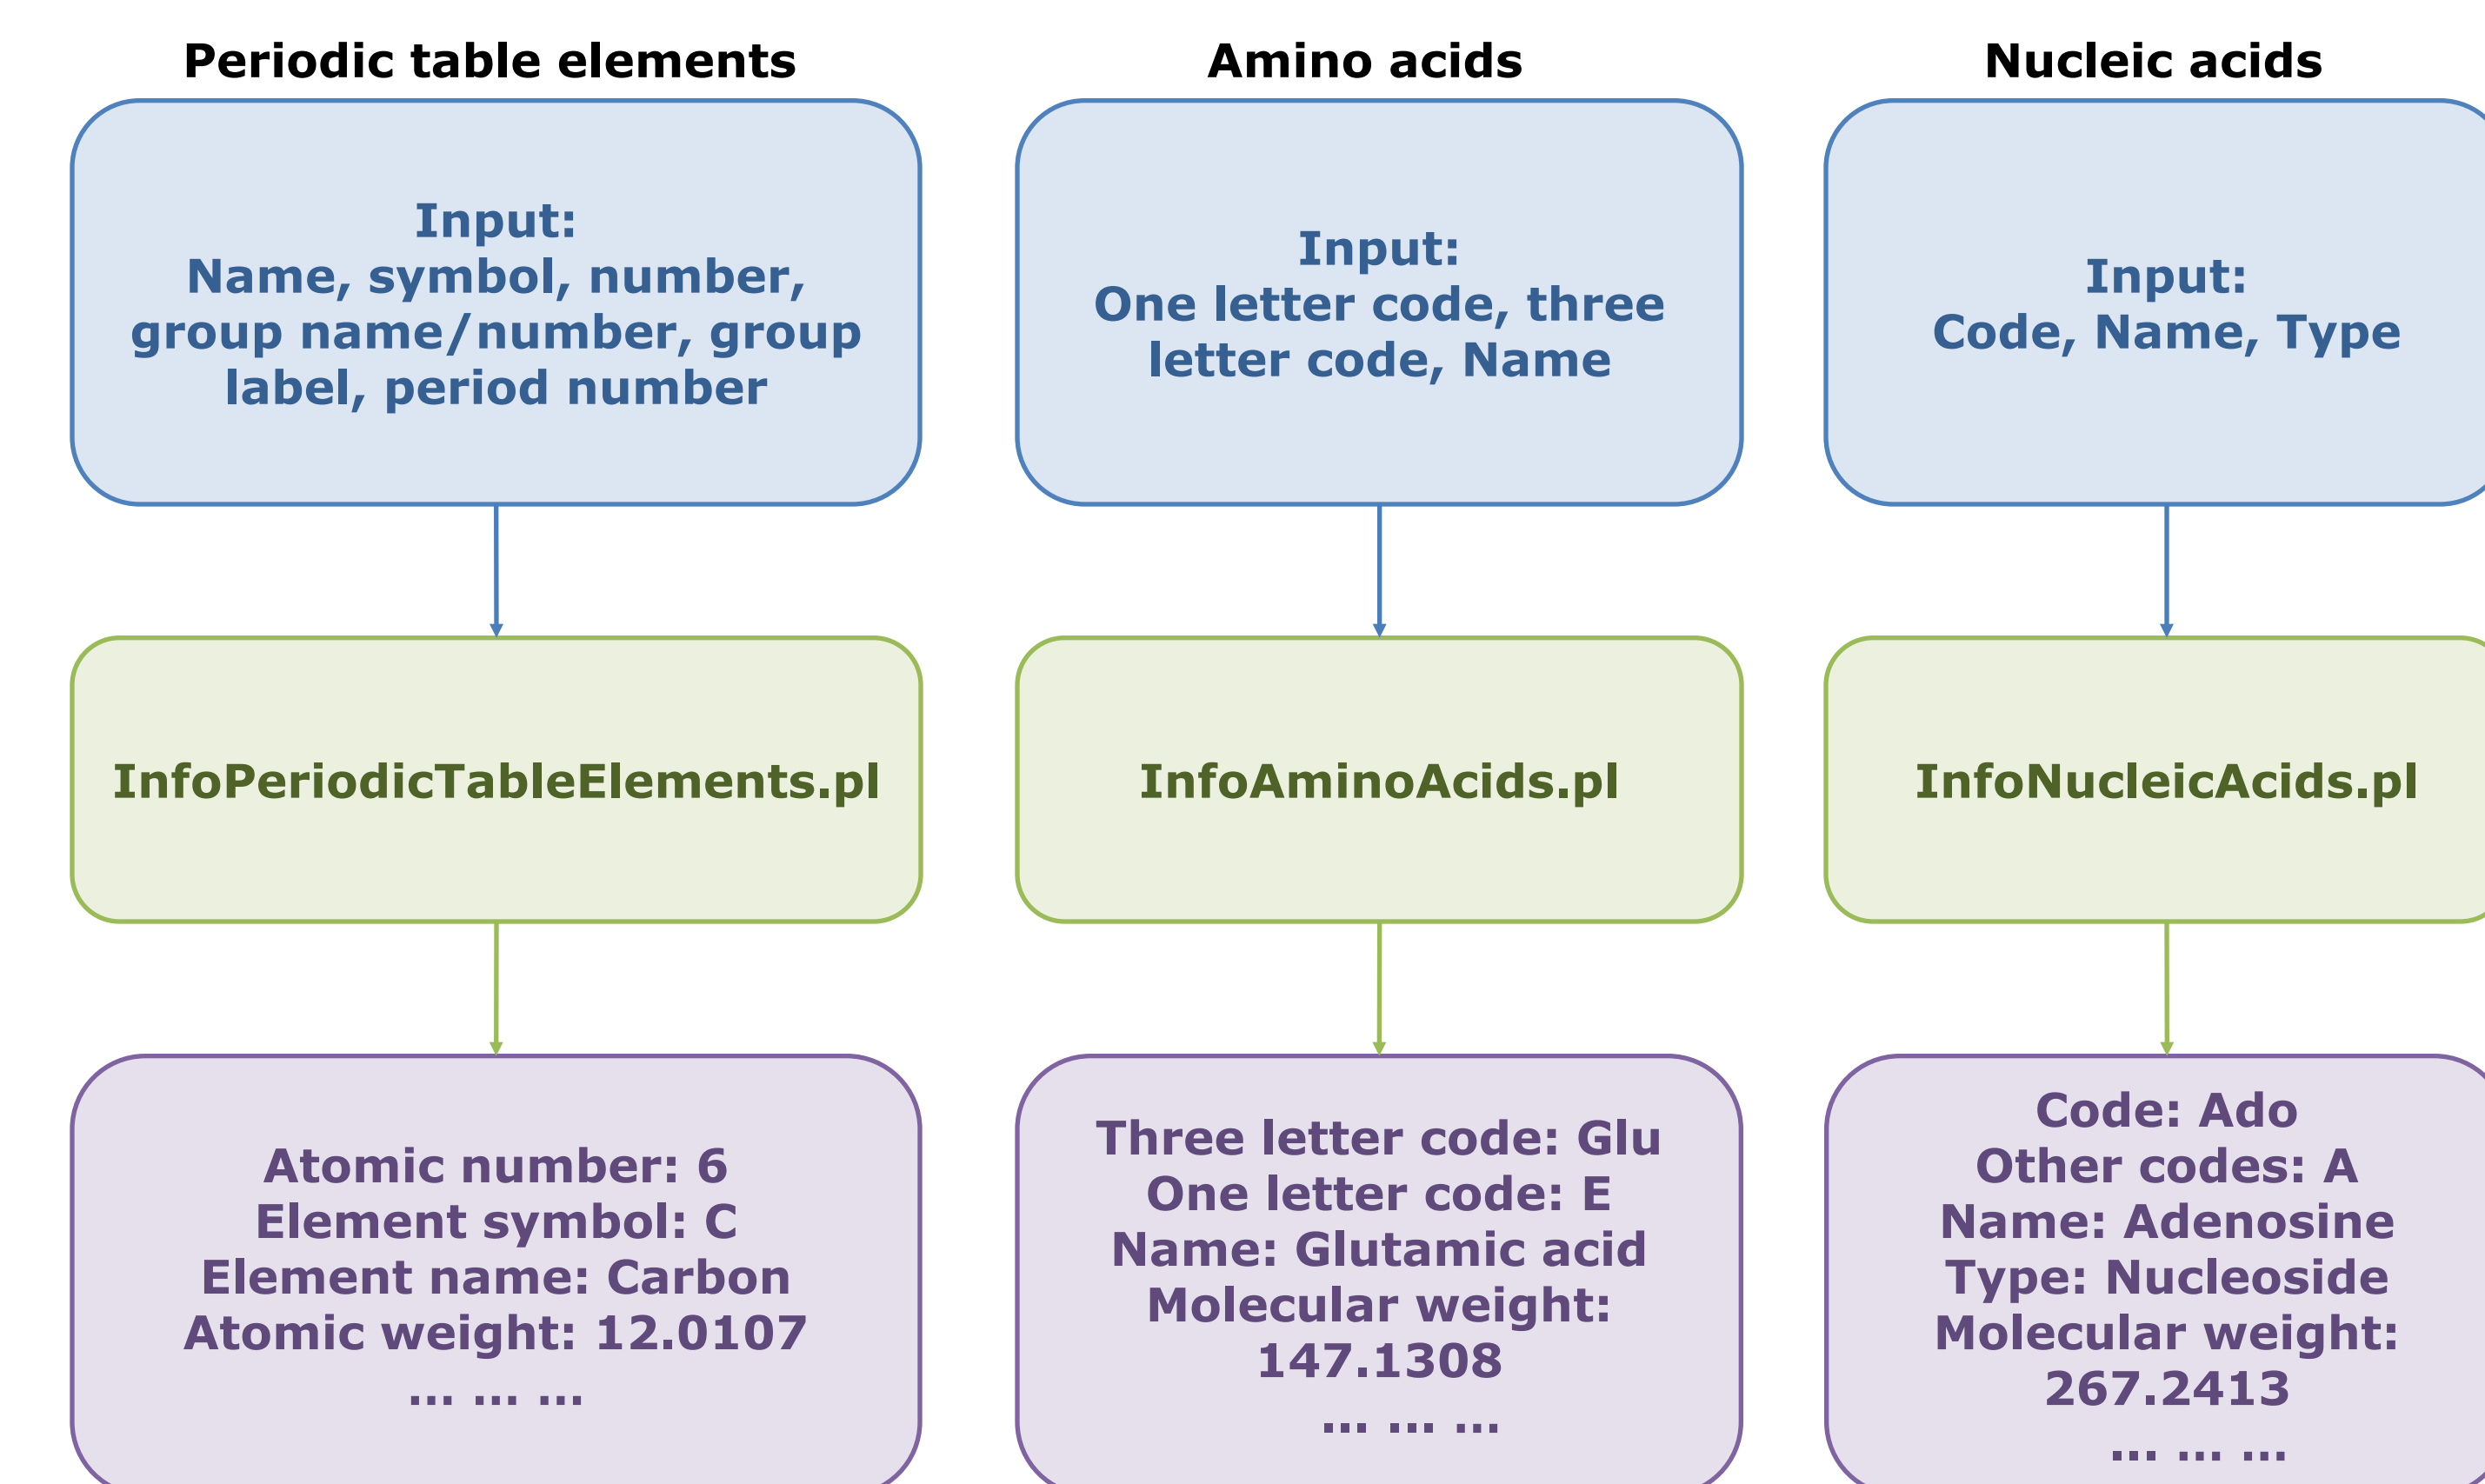 Periodic table elements
Input:
Name, symbol, number,
group name/number, group
label, period number
InfoPeriodicTableElements.pl
Atomic number: 6
Element symbol: C
Element name: Carbon
Atomic weight: 12.0107
... ... ...
Amino acids
Input:
One letter code, three
letter code, Name
InfoAminoAcids.pl
Three letter code: Glu
One letter code: E
Name: Glutamic acid
Molecular weight:
147.1308
... ... ...
Nucleic acids
Input:
Code, Name, Type
InfoNucleicAcids.pl
Code: Ado
Other codes: A
Name: Adenosine
Type: Nucleoside
Molecular weight:
267.2413
... ... ...